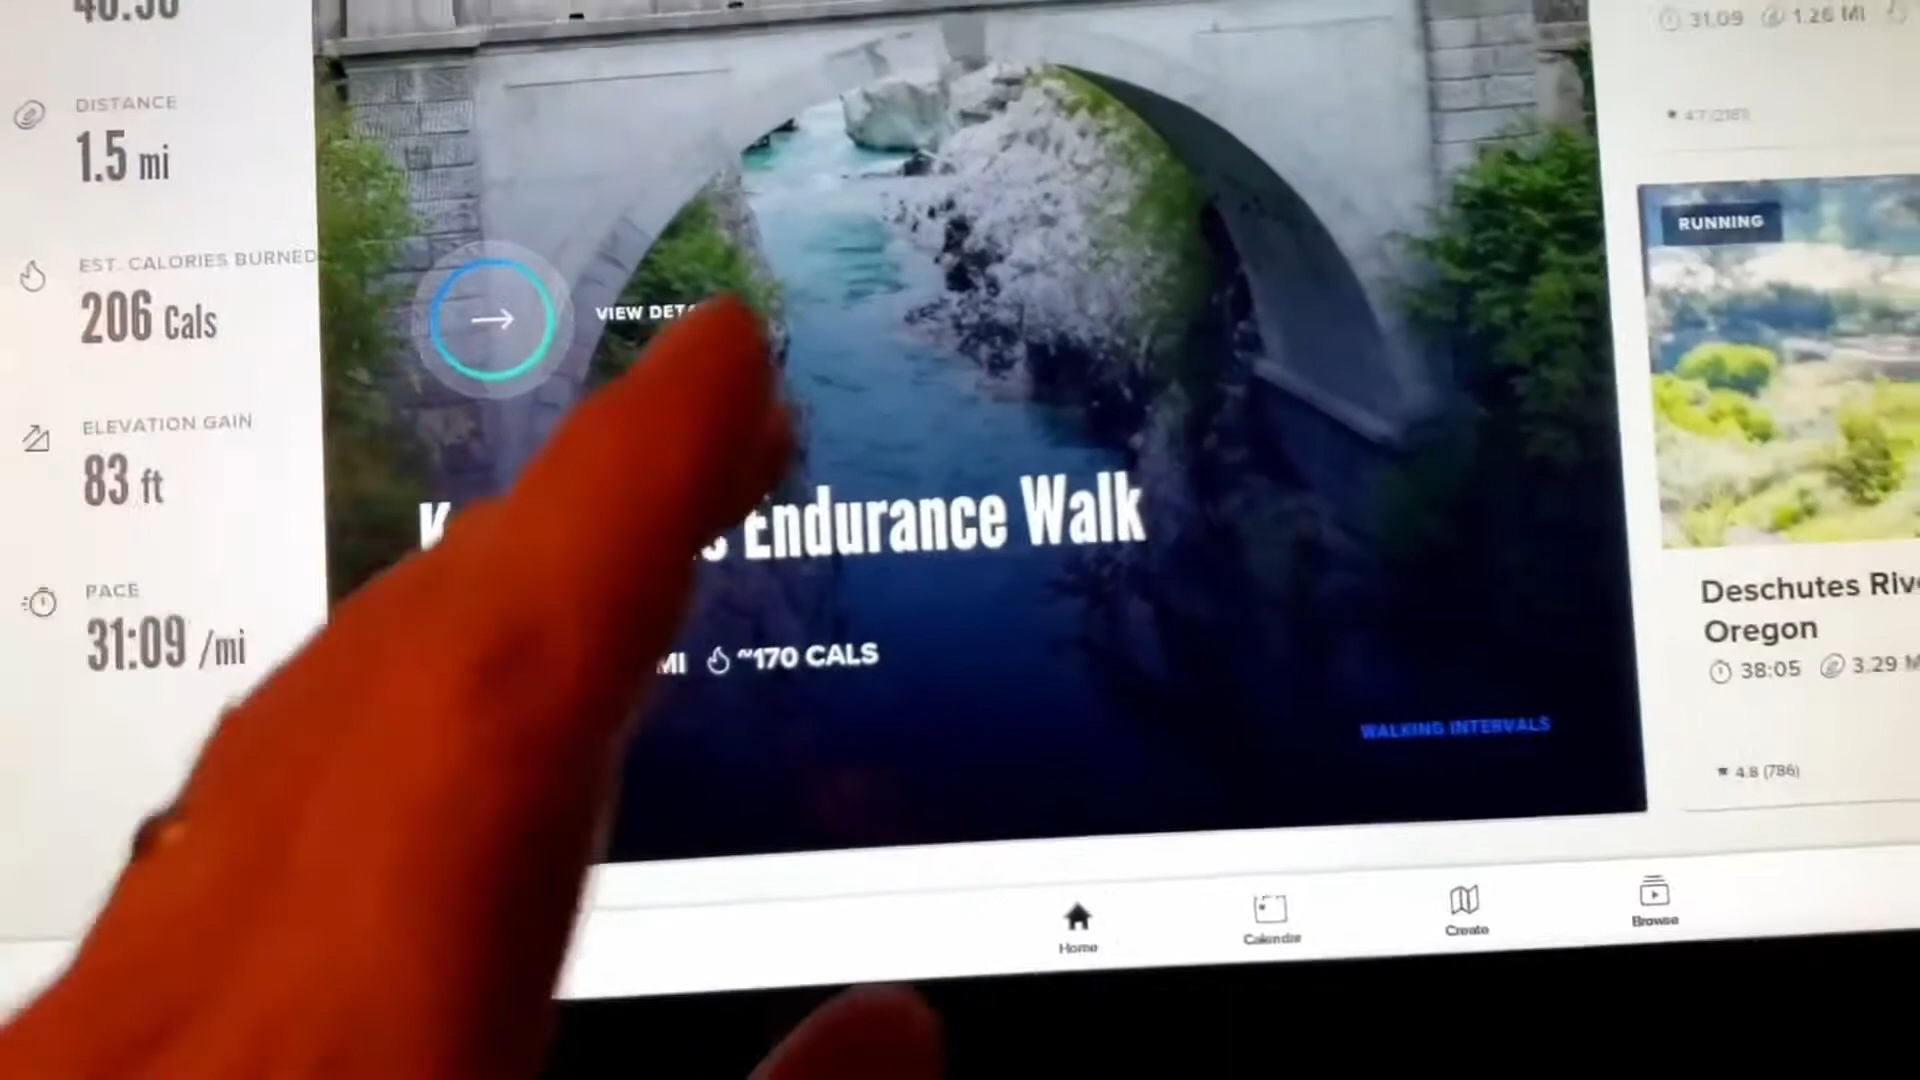 DISTANCE
1.5 mi
EST. CALORIES BURNED
206 Cals
ELEVATION GAIN
83 ft
PACE
31:09 /mi
VIEW
Endurance Walk
MI ~170 CALS
WALKING INTERVALS
31:09 1.26 MI
RUNNING
Deschutes
Oregon
38:05 3.29
4.8 (786)
Home
Calendar
Create
Browse